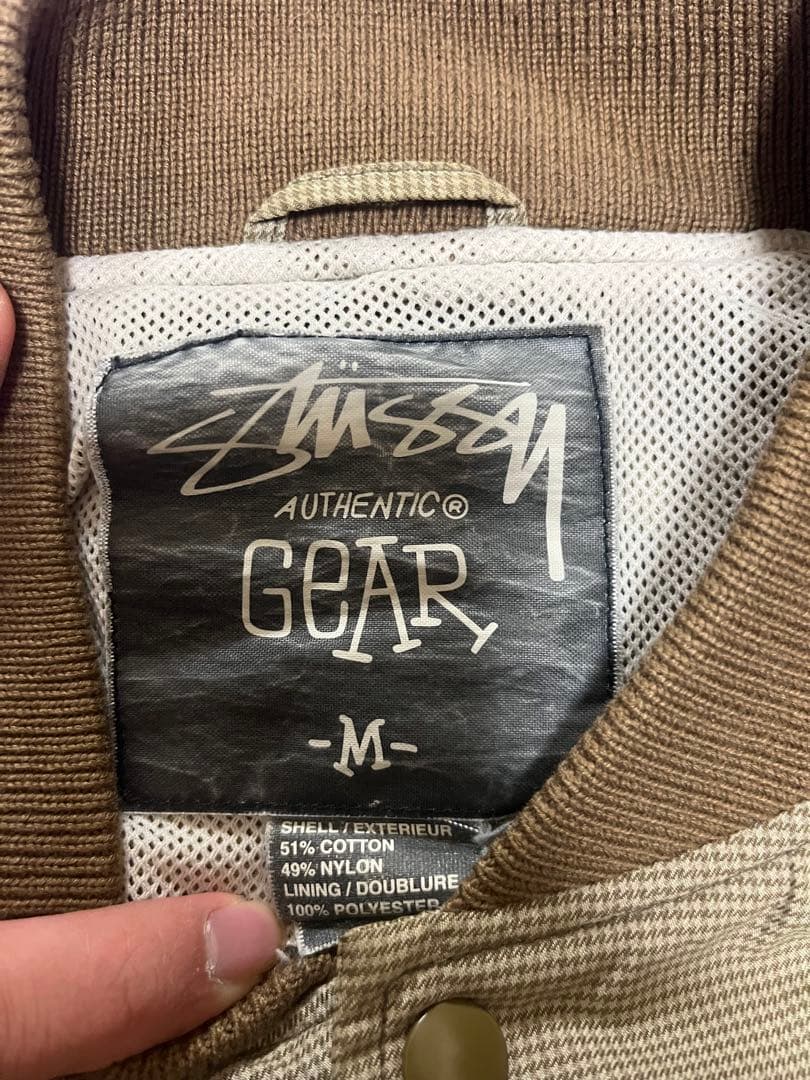 Stüssy
AUTHENTIC®
GEAR
-M-
SHELL / EXTERIEUR
51% COTTON
49% NYLON
LINING / DOUBLURE
100% POLYESTER